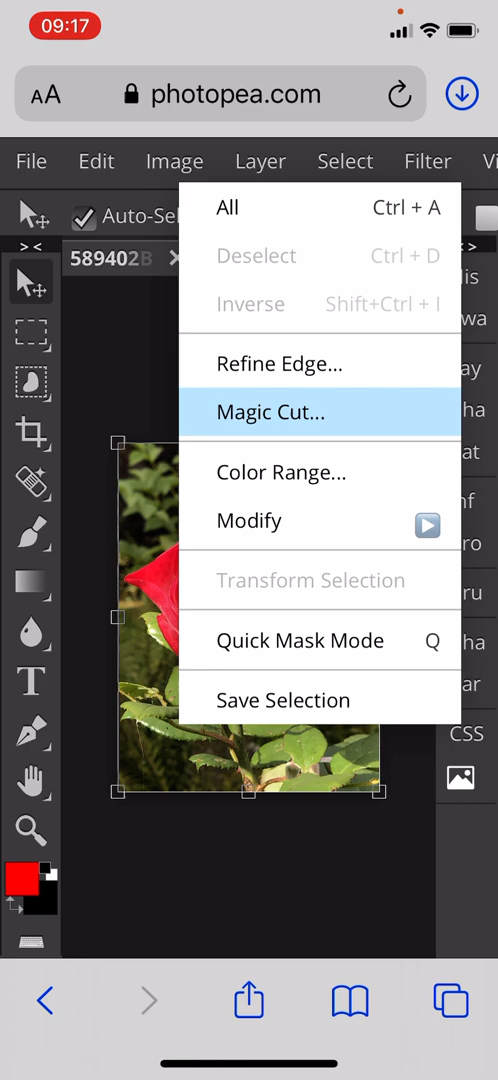 09:17
AA photopea.com
File Edit Image Layer Select Filter Vi
Auto-Sel
> <
589402B
All Ctrl + A
Deselect Ctrl + D
Inverse Shift+Ctrl + I
Refine Edge...
Magic Cut...
Color Range...
Modify
Transform Selection
Quick Mask Mode Q
Save Selection
CSS